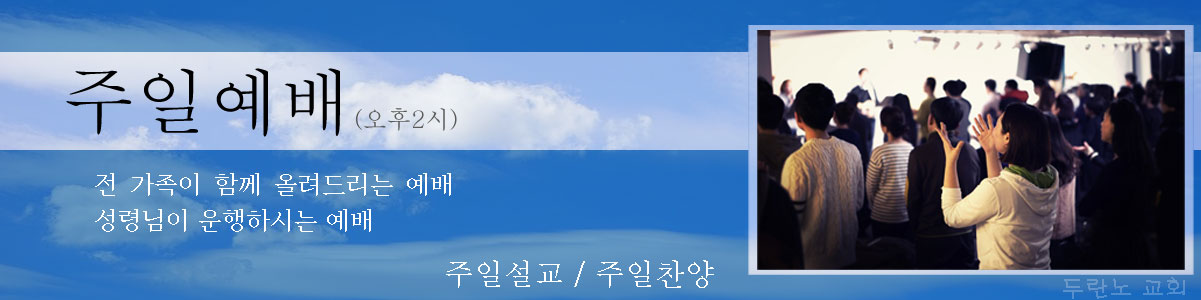 주일예배 (오후2시)
전 가족이 함께 올려드리는 예배
성령님이 운행하시는 예배
주일설교 / 주일찬양
두란노 교회